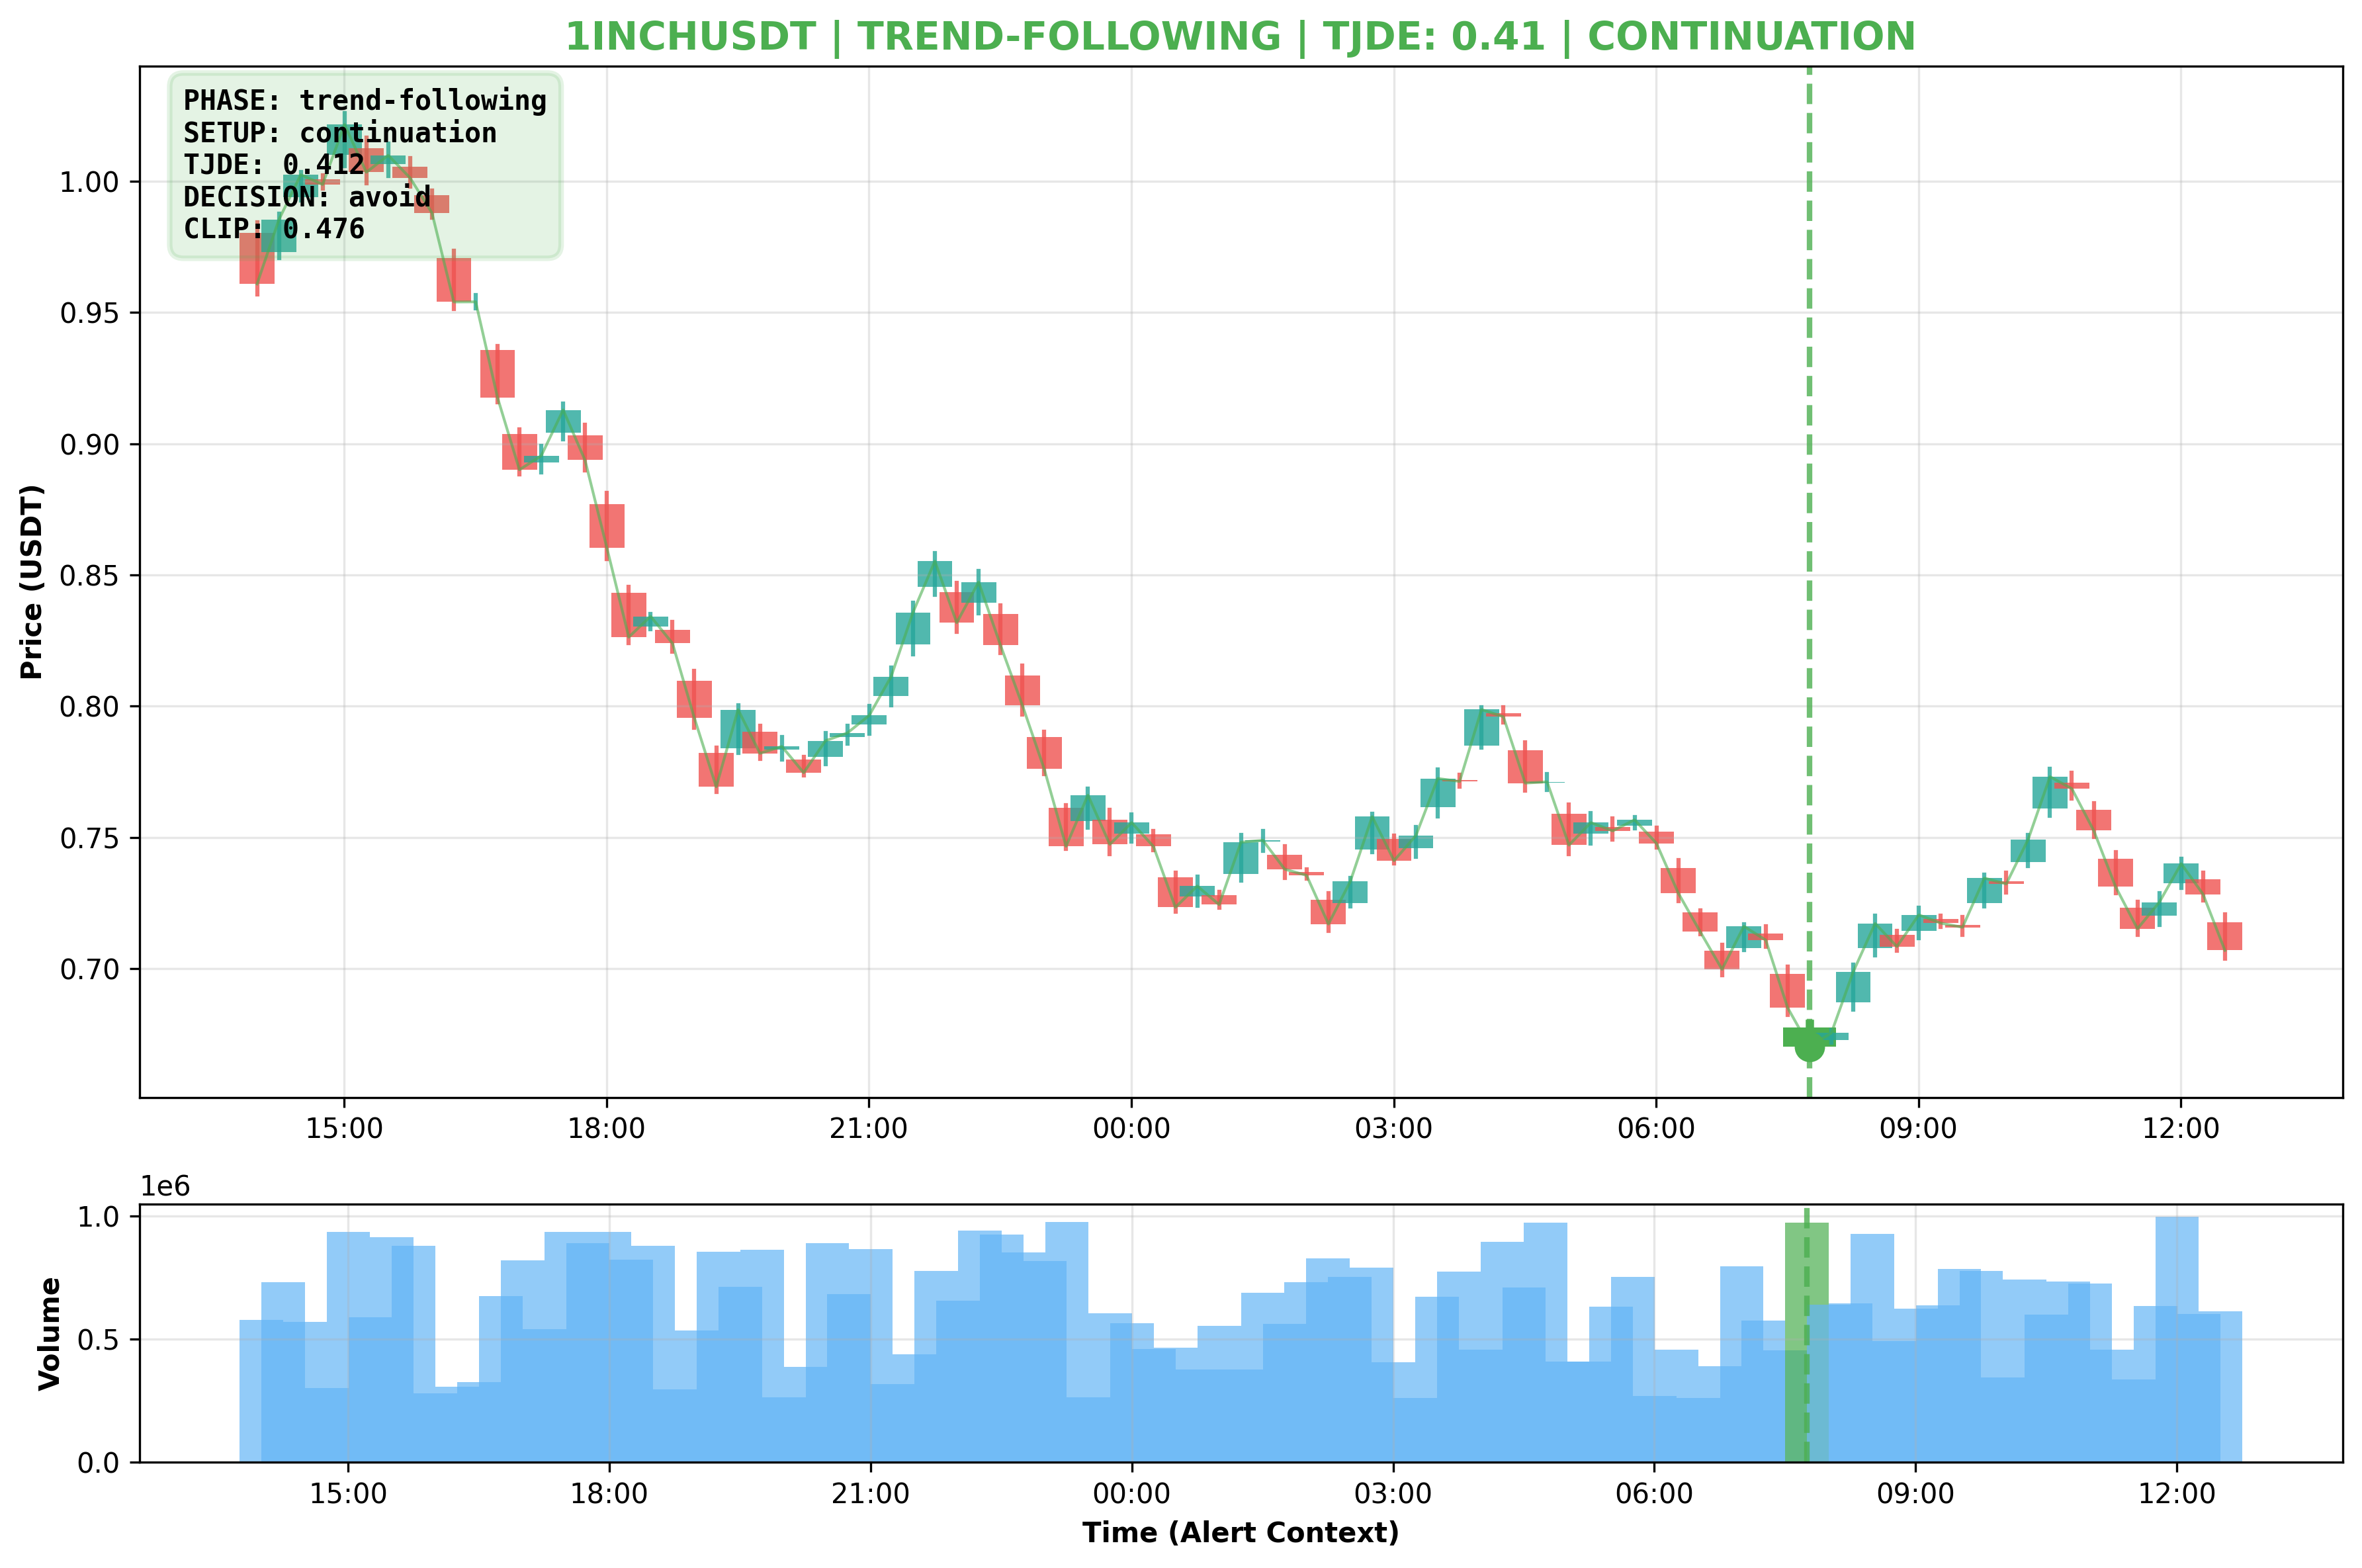 1INCHUSDT | TREND-FOLLOWING | TJDE: 0.41 | CONTINUATION
PHASE: trend-following
SETUP: continuation
TJDE: 0.412
DECISION: avoid
CLIP: 0.476
Price (USDT)
1.00
0.95
0.90
0.85
0.80
0.75
0.70
15:00 18:00 21:00 00:00 03:00 06:00 09:00 12:00
1e6
Volume
1.0
0.5
0.0
15:00 18:00 21:00 00:00 03:00 06:00 09:00 12:00
Time (Alert Context)